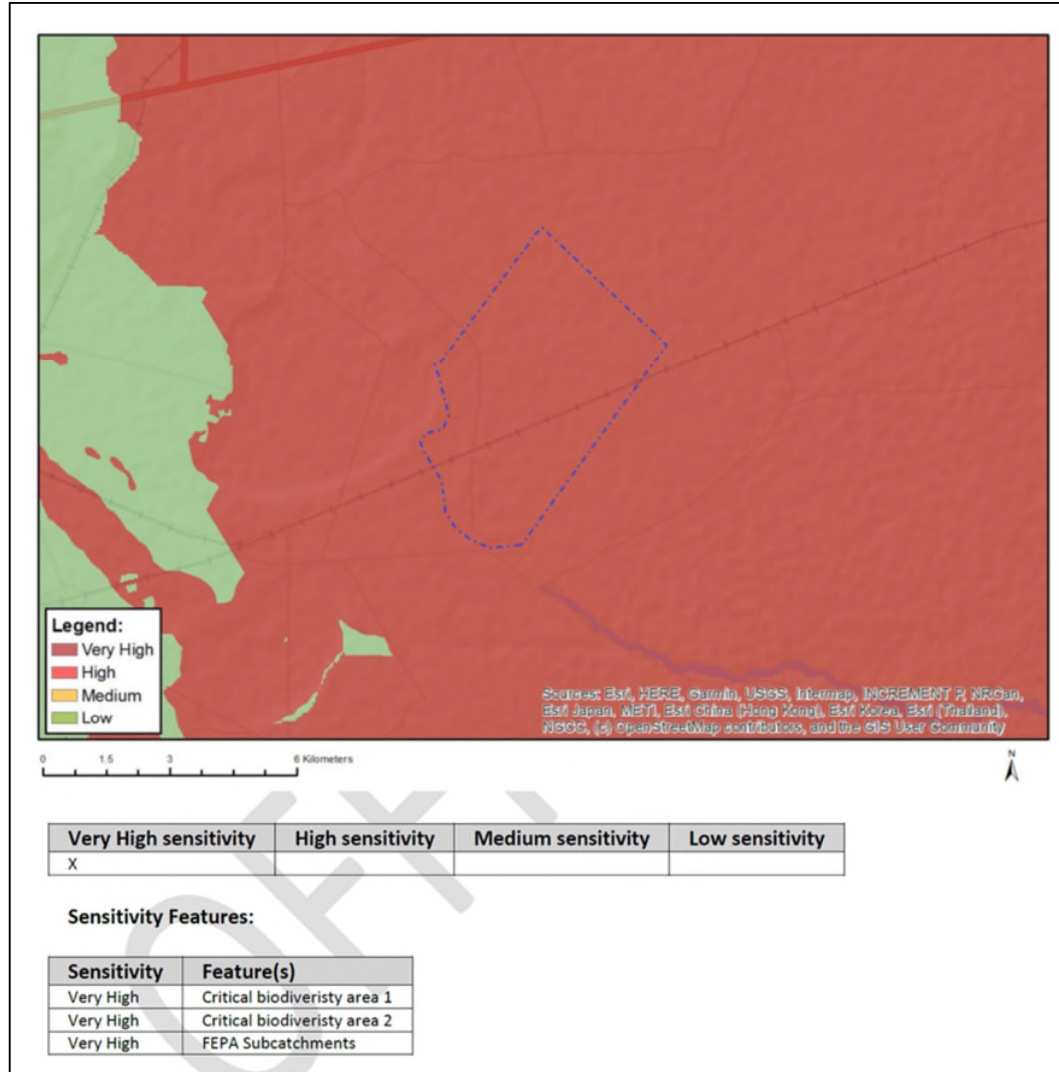 Legend:
Very High
High
Medium
Low
Sources: Esri, HERE, Garmin, USGS, Intermap, INCREMENT P, NRCan,
Esri Japan, METI, Esri China (Hong Kong), Esri Korea, Esri (Thailand),
NGCC, (c) OpenStreetMap contributors, and the GIS User Community
0 1.5 3 6 Kilometers
N
Very High sensitivity High sensitivity Medium sensitivity Low sensitivity
X
Sensitivity Features:
Sensitivity Feature(s)
Very High Critical biodiveristy area 1
Very High Critical biodiveristy area 2
Very High FEPA Subcatchments